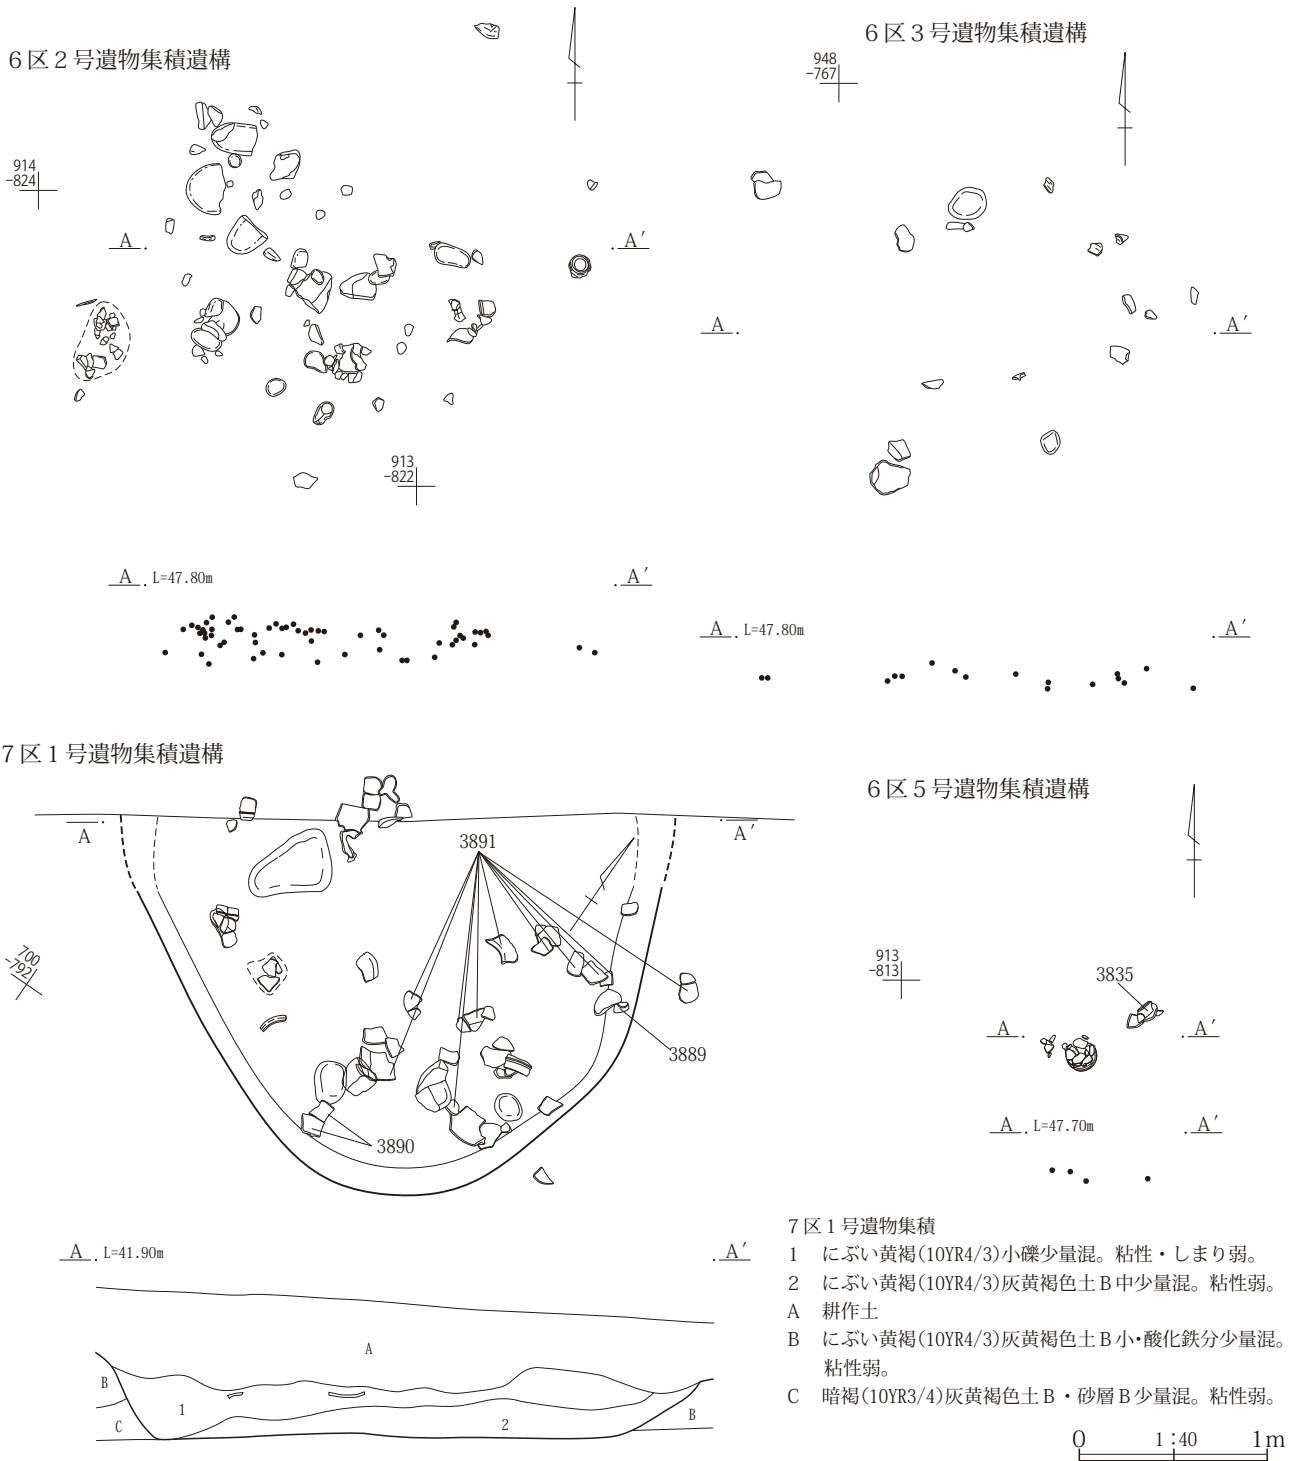 ６区２号遺物集積遺構
914
-824
A .
. A′
913
-822
A . L=47.80m
. A′
６区３号遺物集積遺構
948
-767
A .
. A′
A . L=47.80m
. A′
７区１号遺物集積遺構
A .
. A′
3891
700
-792
3889
3890
A . L=41.90m
. A′
A
B
1
C
2
B
６区５号遺物集積遺構
913
-813
3835
A .
. A′
A . L=47.70m
. A′
７区１号遺物集積
1　にぶい黄褐(10YR4/3)小礫少量混。粘性・しまり弱。
2　にぶい黄褐(10YR4/3)灰黄褐色土Ｂ中少量混。粘性弱。
A　耕作土
B　にぶい黄褐(10YR4/3)灰黄褐色土Ｂ小・酸化鉄分少量混。
粘性弱。
C　暗褐(10YR3/4)灰黄褐色土Ｂ・砂層Ｂ少量混。粘性弱。
0　1：40　1m